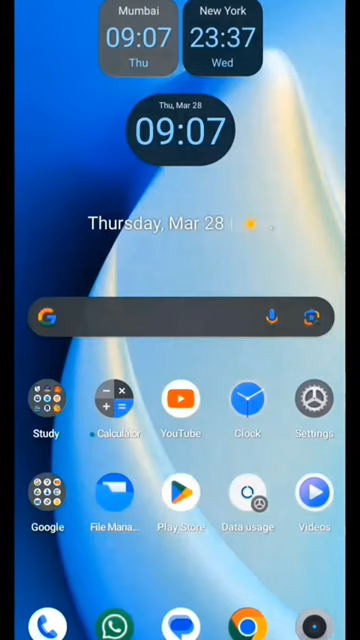 Mumbai
09:07
Thu
New York
23:37
Wed
Thu, Mar 28
09:07
Thursday, Mar 28
Study
Calculator
YouTube
Clock
Settings
Google
File Mana...
Play Store
Data usage
Videos